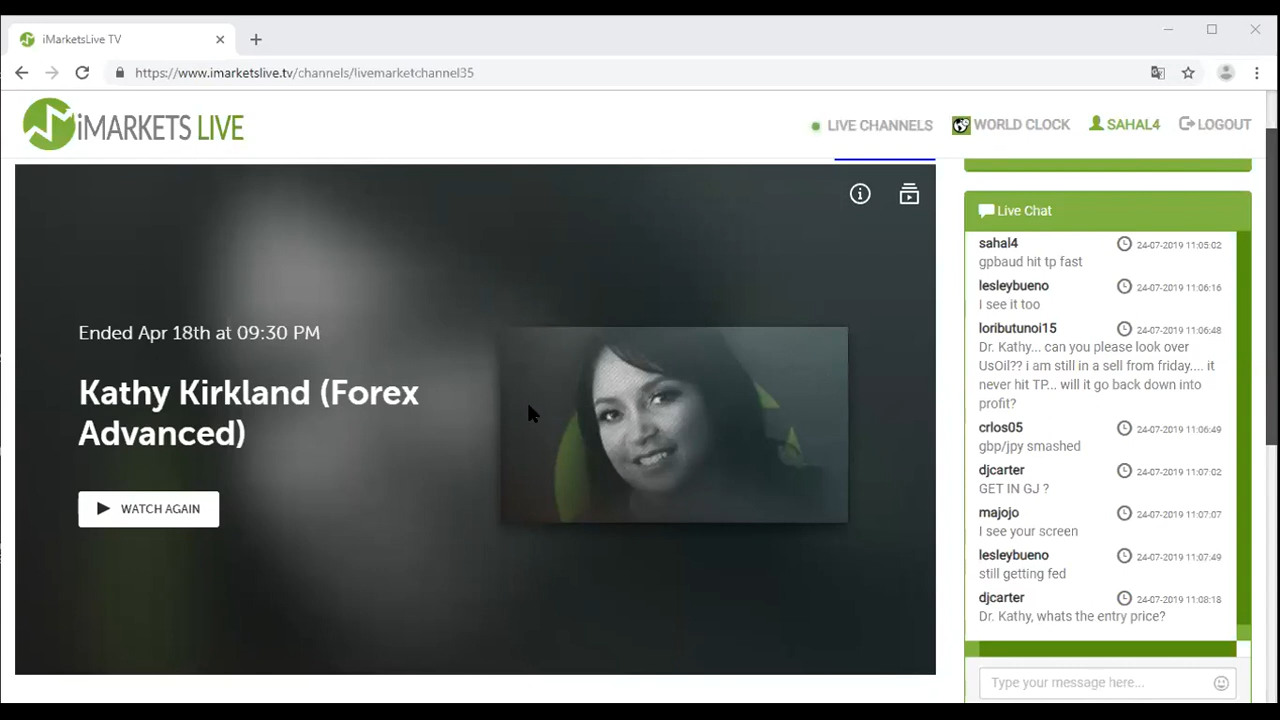 iMarketsLive TV
https://www.imarketslive.tv/channels/livemarketchannel35
iMARKETS LIVE
LIVE CHANNELS
WORLD CLOCK
SAHAL4
LOGOUT
Ended Apr 18th at 09:30 PM
Kathy Kirkland (Forex
Advanced)
WATCH AGAIN
Live Chat
sahal4 24-07-2019 11:05:02
gpbaud hit tp fast
lesleybueno 24-07-2019 11:06:16
I see it too
loributunoi15 24-07-2019 11:06:48
Dr. Kathy... can you please look over
UsOil?? i am still in a sell from friday.... it
never hit TP... will it go back down into
profit?
crlos05 24-07-2019 11:06:49
gbp/jpy smashed
djcarter 24-07-2019 11:07:02
GET IN GJ ?
majojo 24-07-2019 11:07:07
I see your screen
lesleybueno 24-07-2019 11:07:49
still getting fed
djcarter 24-07-2019 11:08:18
Dr. Kathy, whats the entry price?
Type your message here...